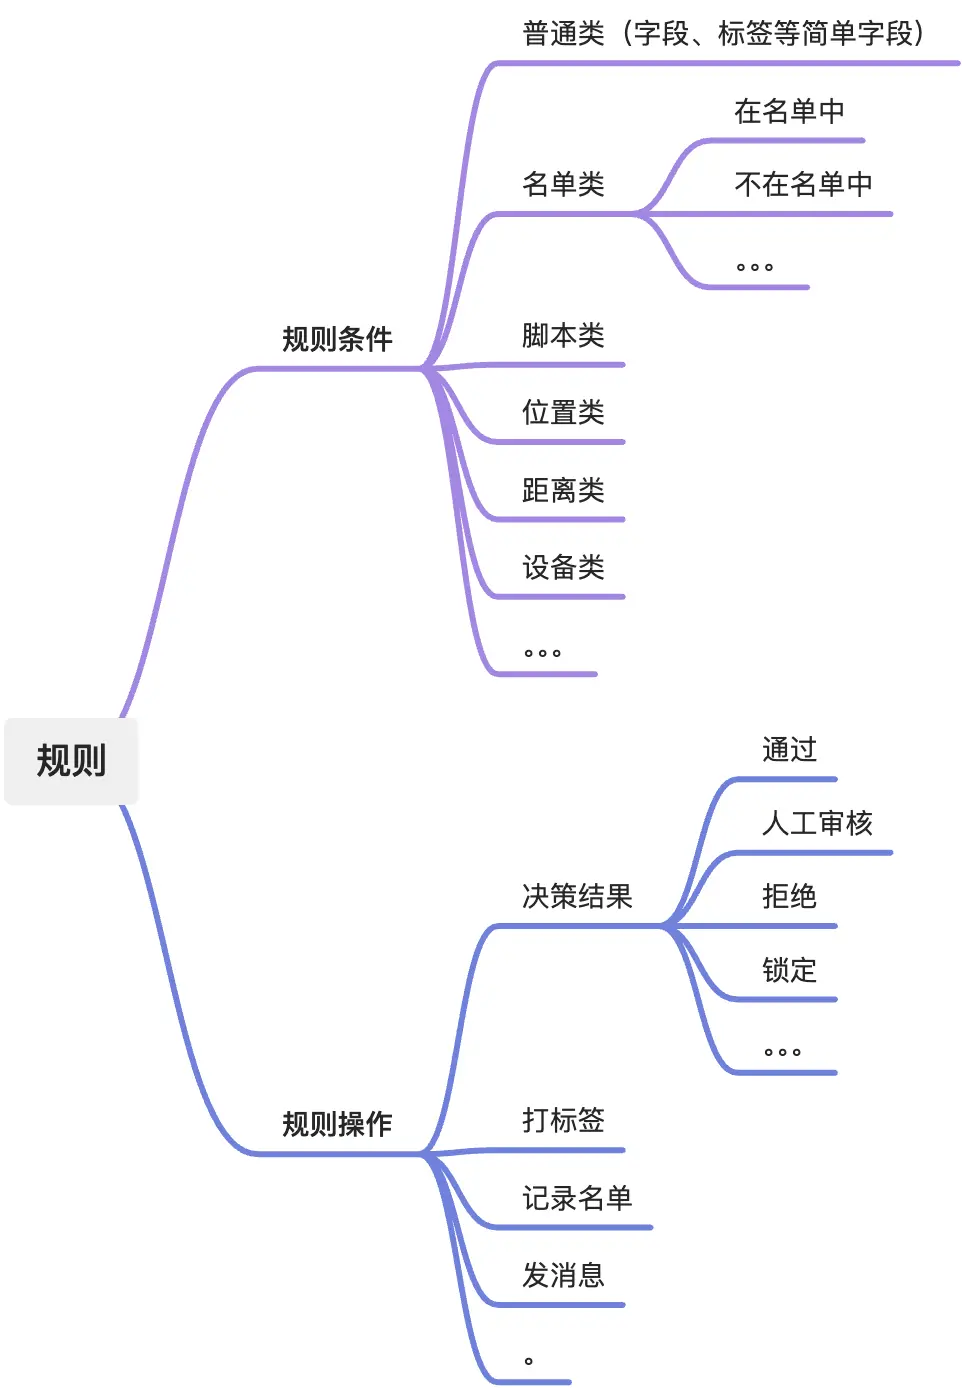 普通类（字段、标签等简单字段）
在名单中
名单类
不在名单中
。。。
规则条件
脚本类
位置类
距离类
设备类
。。。
规则
通过
人工审核
决策结果
拒绝
锁定
。。。
规则操作
打标签
记录名单
发消息
。